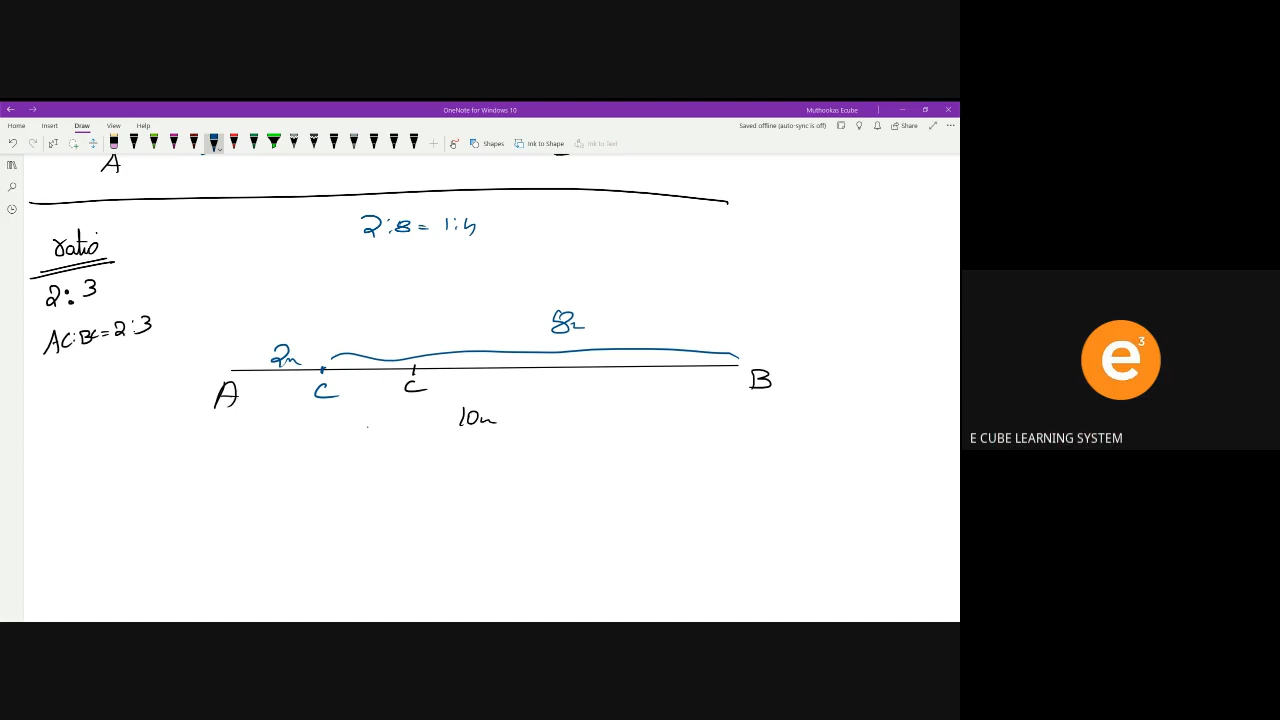 OneNote for Windows 10
Muthookas Ecube
Home Insert Draw View Help
Saved offline (auto-sync is off)
Share
Shapes Ink to Shape Ink to Text
A
2:8 = 1:4
ratio
2:3
AC:BC=2:3
8m
2m
A C C B
10m
e3
E CUBE LEARNING SYSTEM